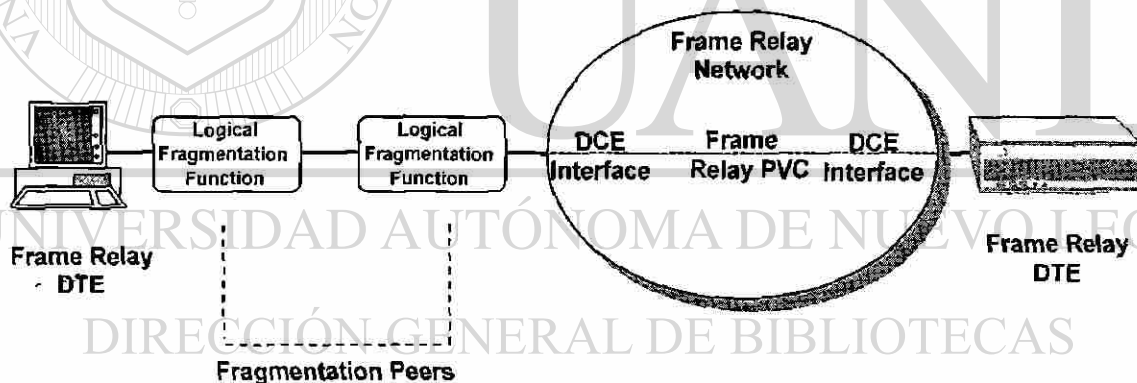 UANL
Frame Relay
Network
Logical
Fragmentation
Function
Logical
Fragmentation
Function
DCE
Interface
Frame
Relay PVC
DCE
Interface
UNIVERSIDAD AUTÓNOMA DE NUEVO LEÓ
Frame Relay
DTE
Frame Relay
DTE
DIRECCIÓN GENERAL DE BIBLIOTECAS
Fragmentation Peers